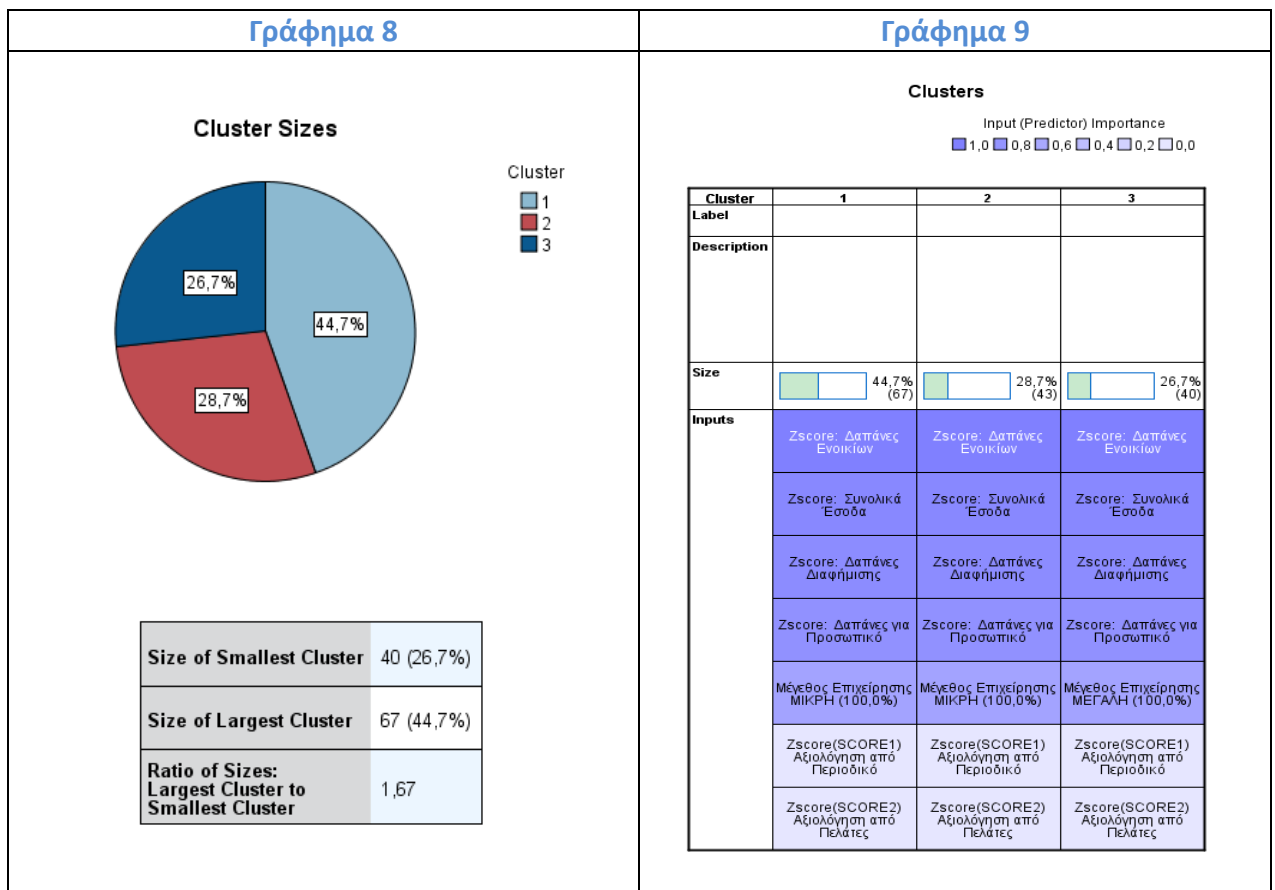 Γράφημα 8
Cluster Sizes
Cluster
1
2
3
26,7%
44,7%
28,7%
Size of Smallest Cluster 40 (26,7%)
Size of Largest Cluster 67 (44,7%)
Ratio of Sizes:
Largest Cluster to
Smallest Cluster
1,67
Γράφημα 9
Clusters
Input (Predictor) Importance
1,0 0,8 0,6 0,4 0,2 0,0
Cluster 1 2 3
Label
Description
Size
44,7%
(67)
28,7%
(43)
26,7%
(40)
Inputs
Zscore: Δαπάνες
Ενοικίων
Zscore: Δαπάνες
Ενοικίων
Zscore: Δαπάνες
Ενοικίων
Zscore: Συνολικά
Έσοδα
Zscore: Συνολικά
Έσοδα
Zscore: Συνολικά
Έσοδα
Zscore: Δαπάνες
Διαφήμισης
Zscore: Δαπάνες
Διαφήμισης
Zscore: Δαπάνες
Διαφήμισης
Zscore: Δαπάνες για
Προσωπικό
Zscore: Δαπάνες για
Προσωπικό
Zscore: Δαπάνες για
Προσωπικό
Μέγεθος Επιχείρησης
ΜΙΚΡΗ (100,0%)
Μέγεθος Επιχείρησης
ΜΙΚΡΗ (100,0%)
Μέγεθος Επιχείρησης
ΜΕΓΑΛΗ (100,0%)
Zscore(SCORE1)
Αξιολόγηση από
Περιοδικό
Zscore(SCORE1)
Αξιολόγηση από
Περιοδικό
Zscore(SCORE1)
Αξιολόγηση από
Περιοδικό
Zscore(SCORE2)
Αξιολόγηση από
Πελάτες
Zscore(SCORE2)
Αξιολόγηση από
Πελάτες
Zscore(SCORE2)
Αξιολόγηση από
Πελάτες